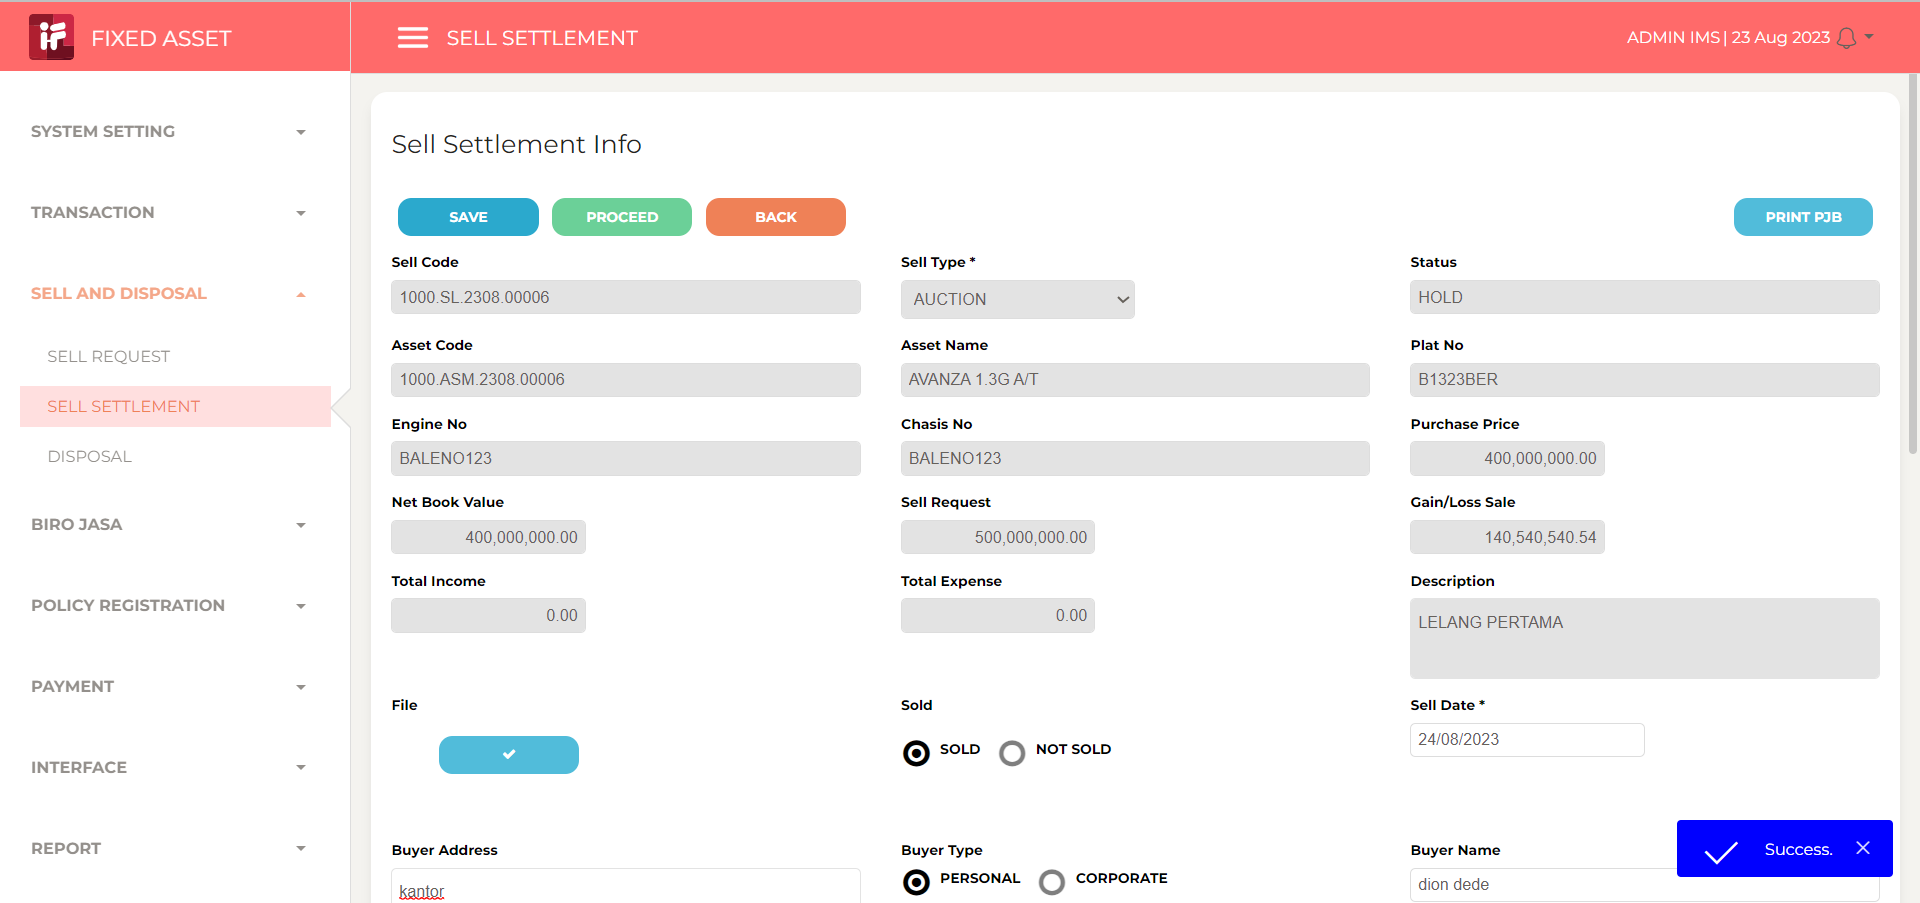 iF FIXED ASSET
SELL SETTLEMENT
ADMIN IMS | 23 Aug 2023
SYSTEM SETTING
TRANSACTION
SELL AND DISPOSAL
SELL REQUEST
SELL SETTLEMENT
DISPOSAL
BIRO JASA
POLICY REGISTRATION
PAYMENT
INTERFACE
REPORT
Sell Settlement Info
SAVE PROCEED BACK PRINT PJB
Sell Code Sell Type * Status
1000.SL.2308.00006 AUCTION HOLD
Asset Code Asset Name Plat No
1000.ASM.2308.00006 AVANZA 1.3G A/T B1323BER
Engine No Chasis No Purchase Price
BALENO123 BALENO123 400,000,000.00
Net Book Value Sell Request Gain/Loss Sale
400,000,000.00 500,000,000.00 140,540,540.54
Total Income Total Expense Description
0.00 0.00 LELANG PERTAMA
File Sold Sell Date *
SOLD NOT SOLD 24/08/2023
Buyer Address Buyer Type Buyer Name
kantor PERSONAL CORPORATE dion dede
Success.